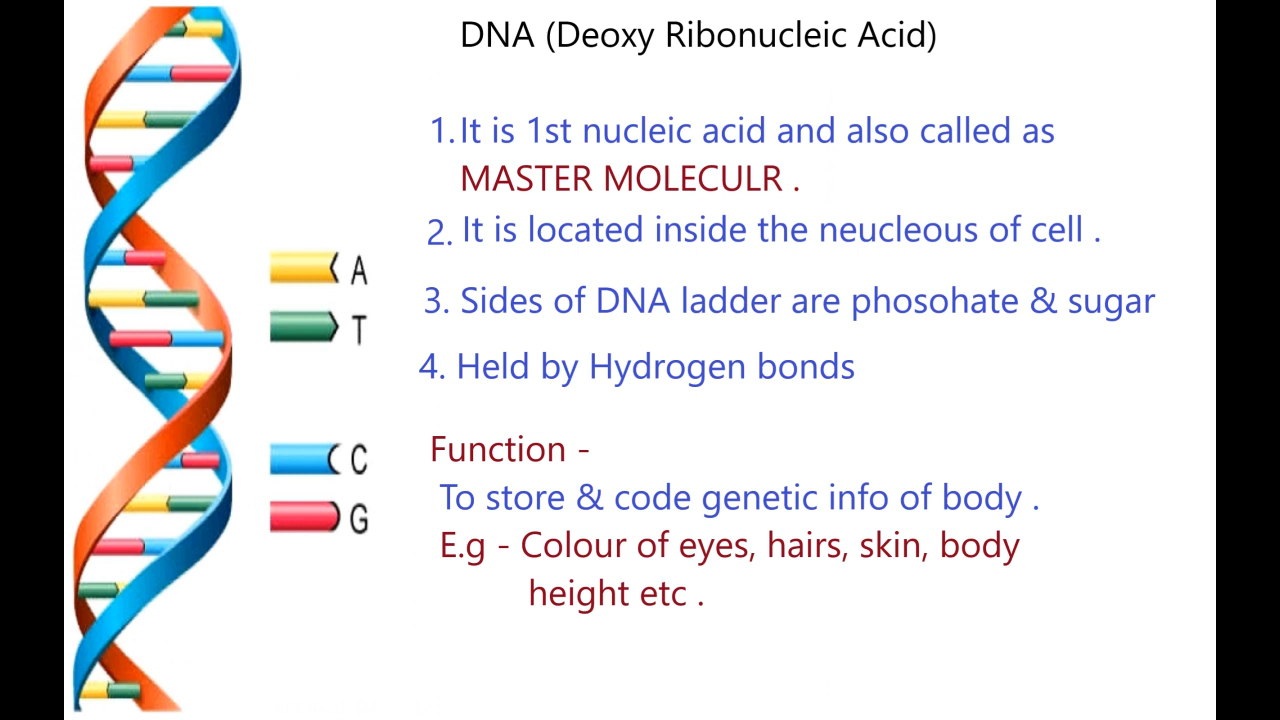 DNA (Deoxy Ribonucleic Acid)
1. It is 1st nucleic acid and also called as
MASTER MOLECULR .
2. It is located inside the neucleous of cell .
A
3. Sides of DNA ladder are phosohate & sugar
T
4. Held by Hydrogen bonds
Function -
C
To store & code genetic info of body .
G
E.g - Colour of eyes, hairs, skin, body
height etc .